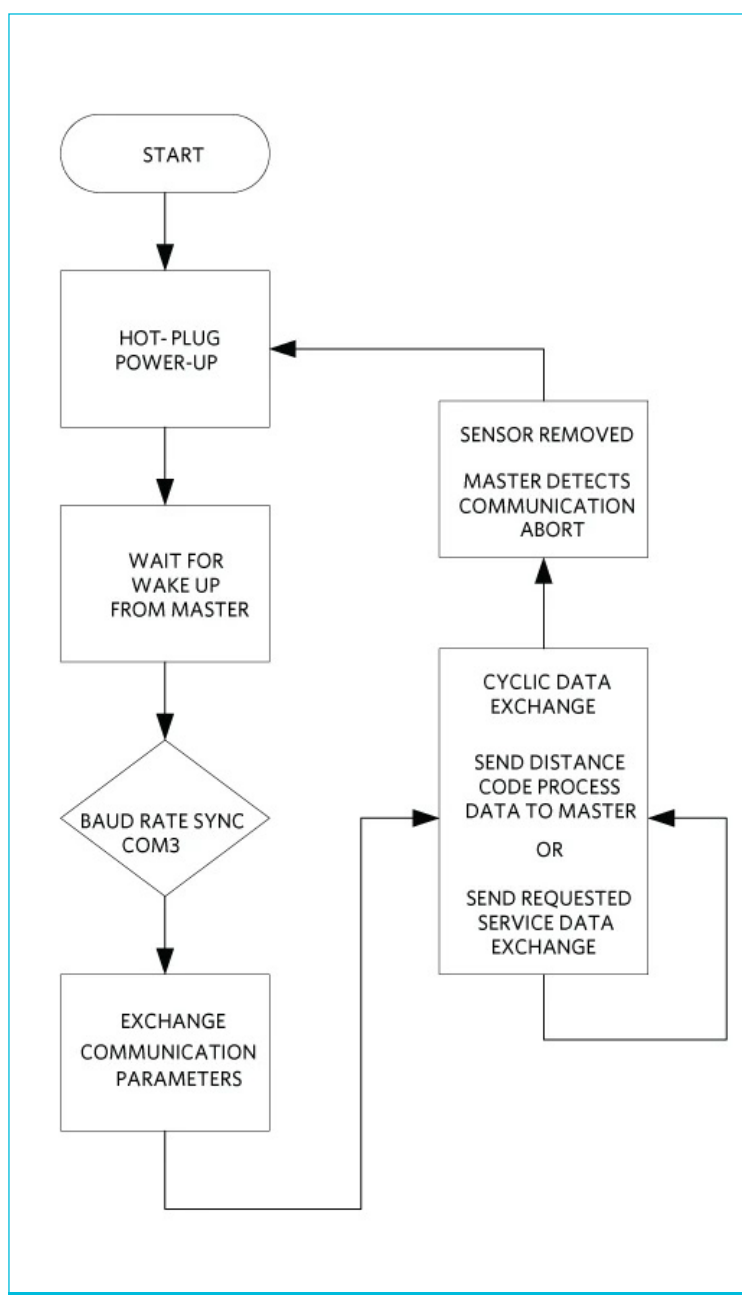 START
HOT- PLUG
POWER-UP
WAIT FOR
WAKE UP
FROM MASTER
BAUD RATE SYNC
COM3
EXCHANGE
COMMUNICATION
PARAMETERS
SENSOR REMOVED
MASTER DETECTS
COMMUNICATION
ABORT
CYCLIC DATA
EXCHANGE
SEND DISTANCE
CODE PROCESS
DATA TO MASTER
OR
SEND REQUESTED
SERVICE DATA
EXCHANGE